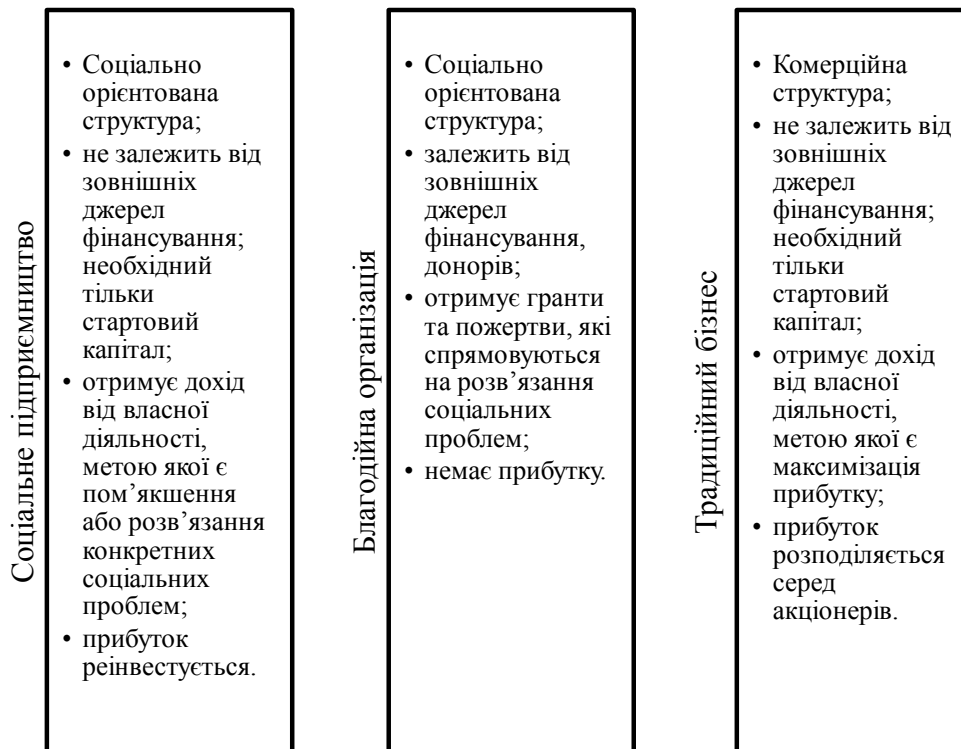 Соціальне підприємництво
• Соціально
орієнтована
структура;
• не залежить від
зовнішніх
джерел
фінансування;
необхідний
тільки
стартовий
капітал;
• отримує дохід
від власної
діяльності,
метою якої є
пом’якшення
або розв’язання
конкретних
соціальних
проблем;
• прибуток
реінвестується.
Благодійна організація
• Соціально
орієнтована
структура;
• залежить від
зовнішніх
джерел
фінансування,
донорів;
• отримує гранти
та пожертви, які
спрямовуються
на розв’язання
соціальних
проблем;
• немає прибутку.
Традиційний бізнес
• Комерційна
структура;
• не залежить від
зовнішніх
джерел
фінансування;
необхідний
тільки
стартовий
капітал;
• отримує дохід
від власної
діяльності,
метою якої є
максимізація
прибутку;
• прибуток
розподіляється
серед
акціонерів.